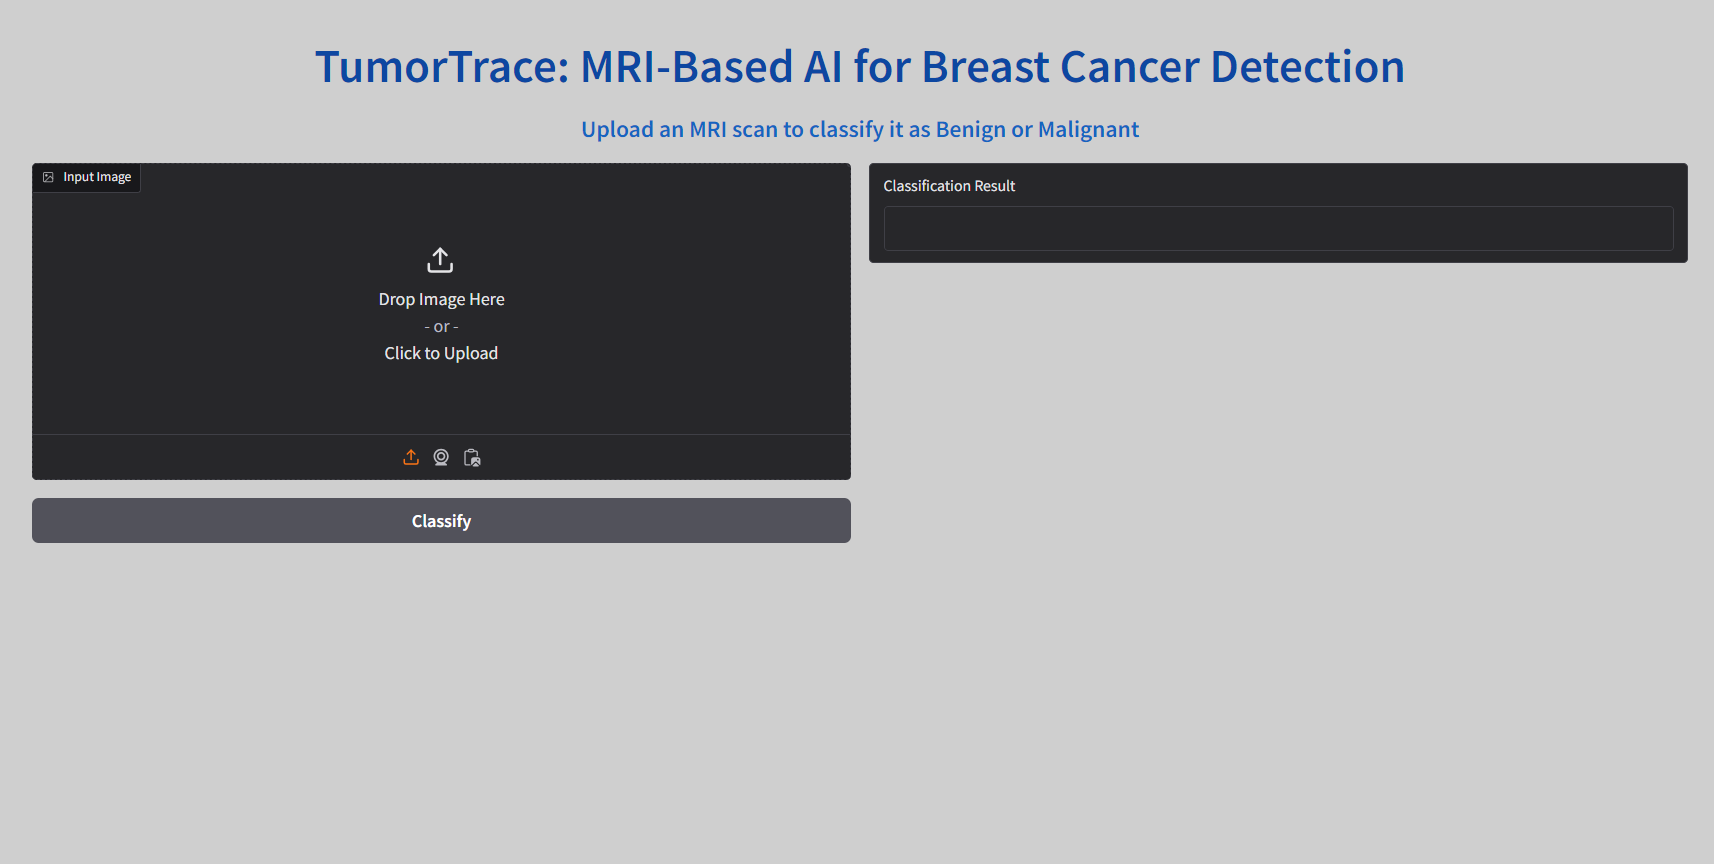 TumorTrace: MRI-Based AI for Breast Cancer Detection
Upload an MRI scan to classify it as Benign or Malignant
Input Image
Drop Image Here
- or -
Click to Upload
Classify
Classification Result